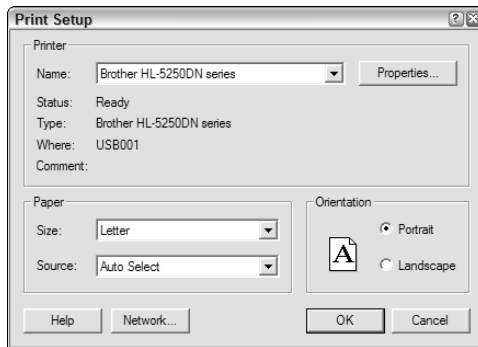 Print Setup
Printer
Name: Brother HL-5250DN series Properties...
Status: Ready
Type: Brother HL-5250DN series
Where: USB001
Comment:
Paper Orientation
Size: Letter Portrait
A
Source: Auto Select Landscape
Help Network... OK Cancel